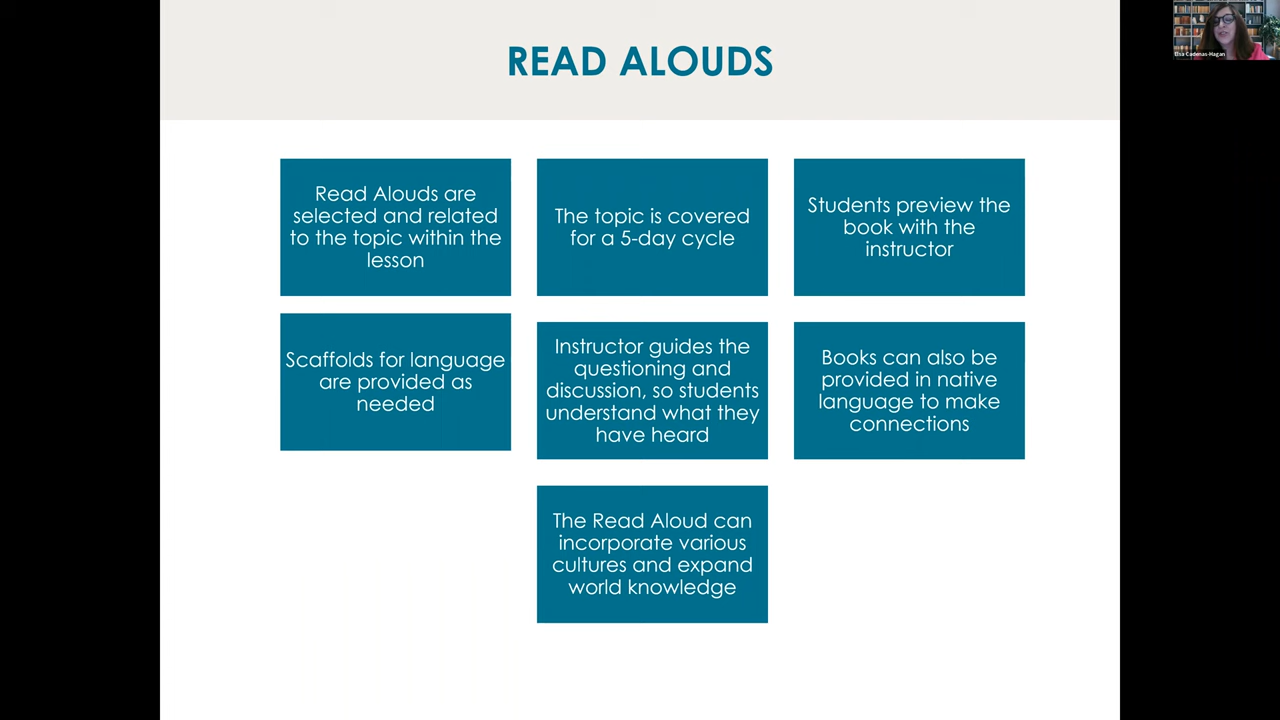 READ ALOUDS
Read Alouds are
selected and related
to the topic within the
lesson
The topic is covered
for a 5-day cycle
Students preview the
book with the
instructor
Scaffolds for language
are provided as
needed
Instructor guides the
questioning and
discussion, so students
understand what they
have heard
Books can also be
provided in native
language to make
connections
The Read Aloud can
incorporate various
cultures and expand
world knowledge
Elsa Cadenas-Hagan